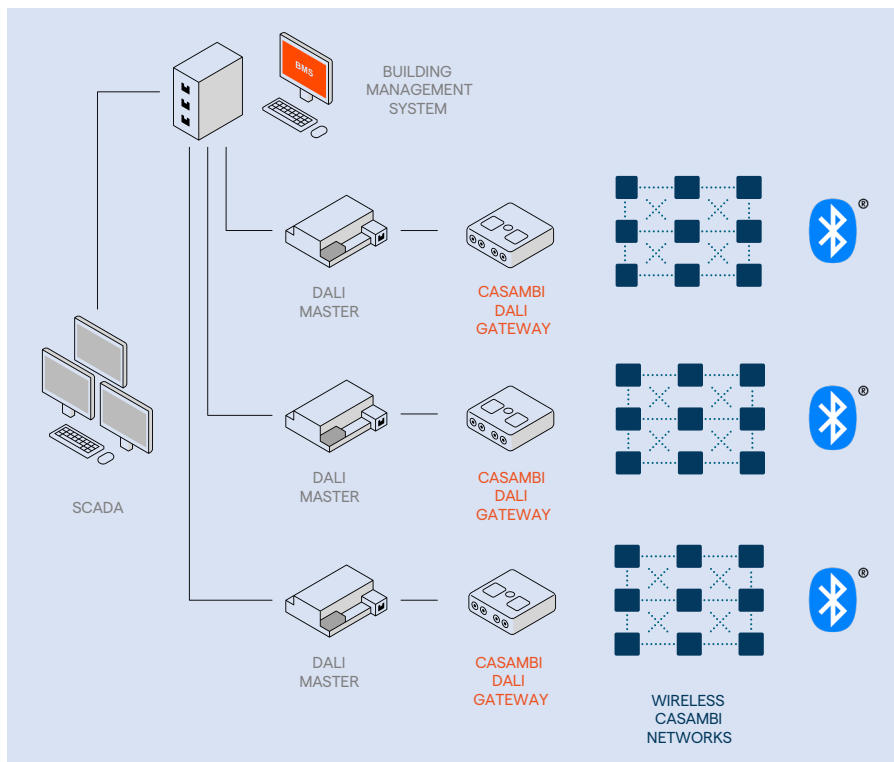 BMS
BUILDING
MANAGEMENT
SYSTEM
®
DALI
MASTER
CASAMBI
DALI
GATEWAY
®
DALI
MASTER
CASAMBI
DALI
GATEWAY
SCADA
®
DALI
MASTER
CASAMBI
DALI
GATEWAY
WIRELESS
CASAMBI
NETWORKS